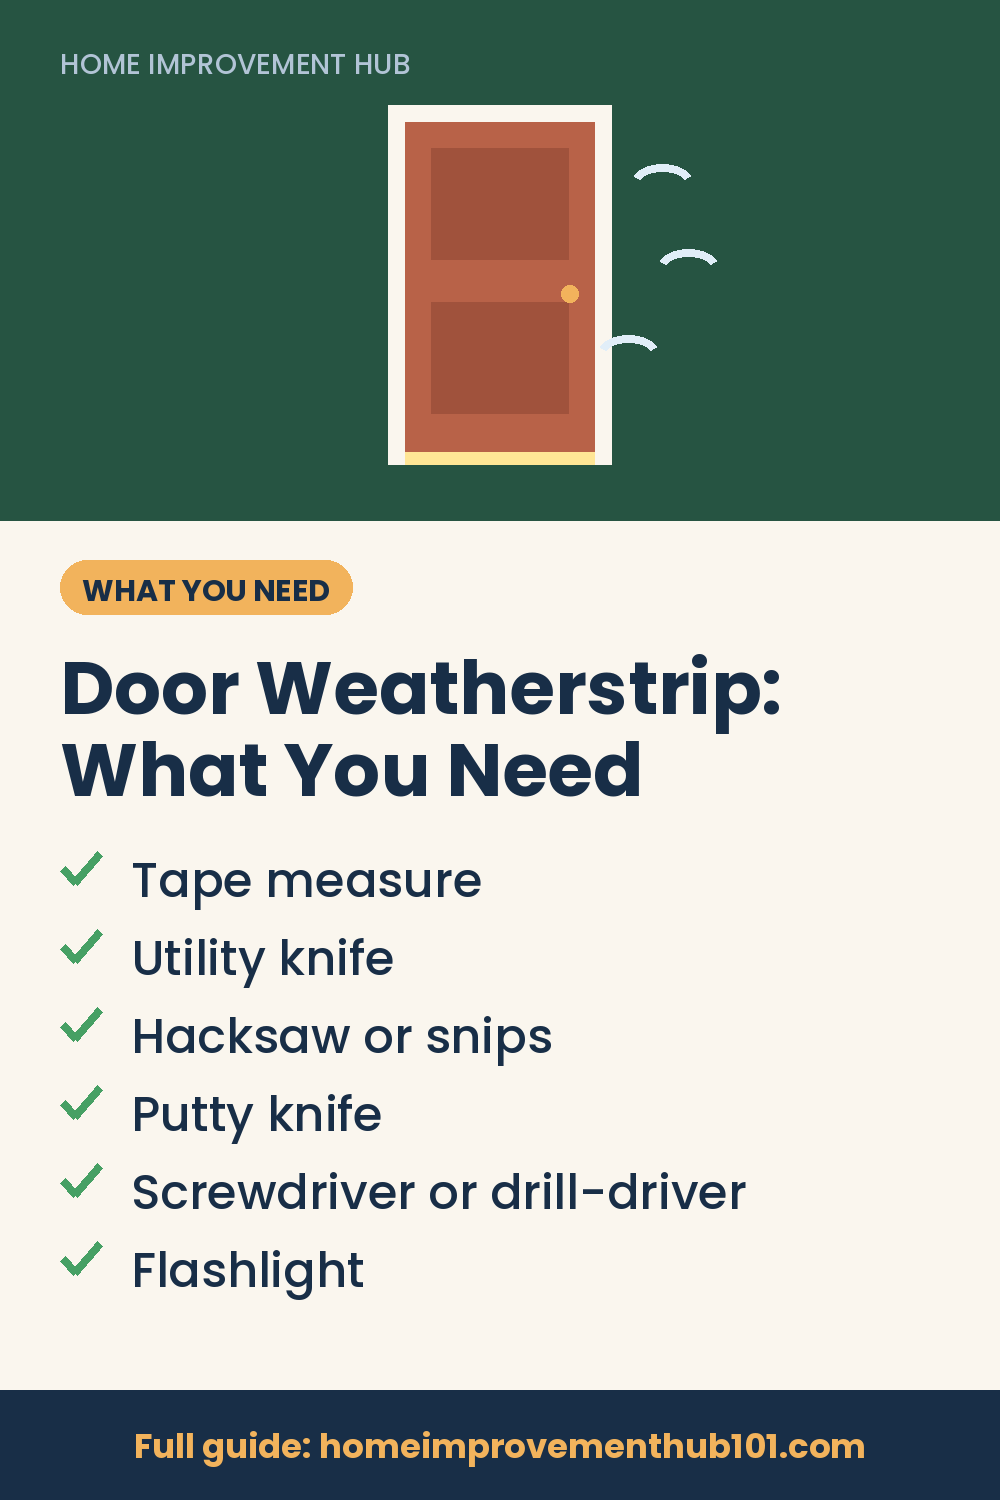 HOME IMPROVEMENT HUB
WHAT YOU NEED
Door Weatherstrip:
What You Need
Tape measure
Utility knife
Hacksaw or snips
Putty knife
Screwdriver or drill-driver
Flashlight
Full guide: homeimprovementhub101.com